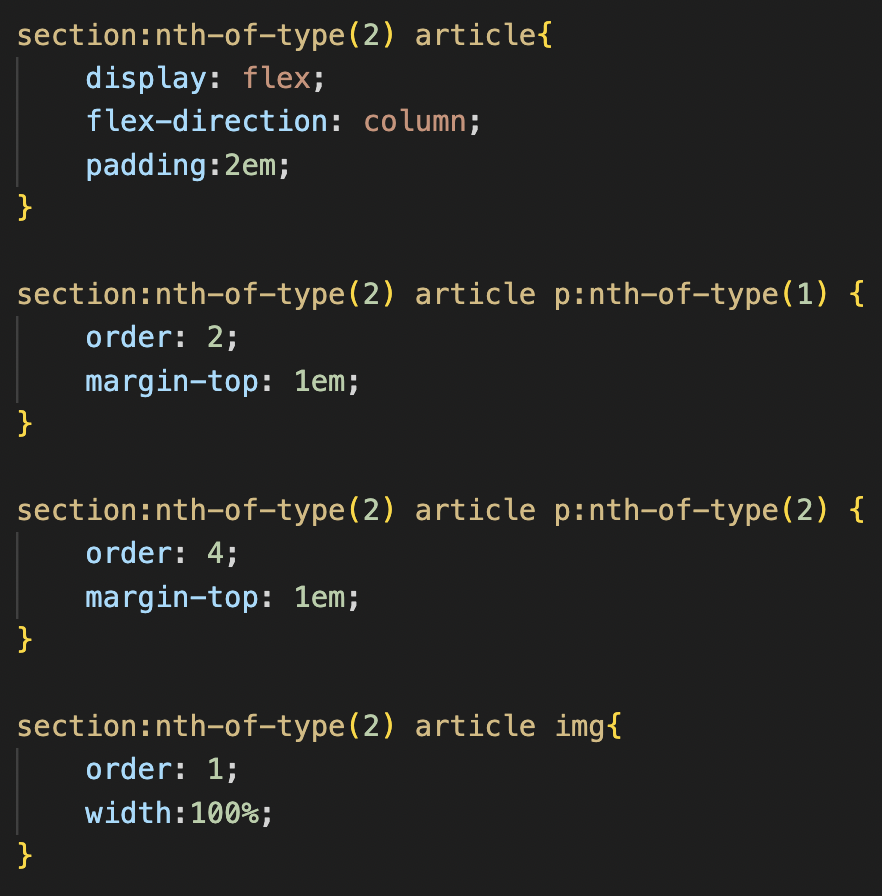 section:nth-of-type(2) article{
    display: flex;
    flex-direction: column;
    padding:2em;
}

section:nth-of-type(2) article p:nth-of-type(1) {
    order: 2;
    margin-top: 1em;
}

section:nth-of-type(2) article p:nth-of-type(2) {
    order: 4;
    margin-top: 1em;
}

section:nth-of-type(2) article img{
    order: 1;
    width:100%;
}